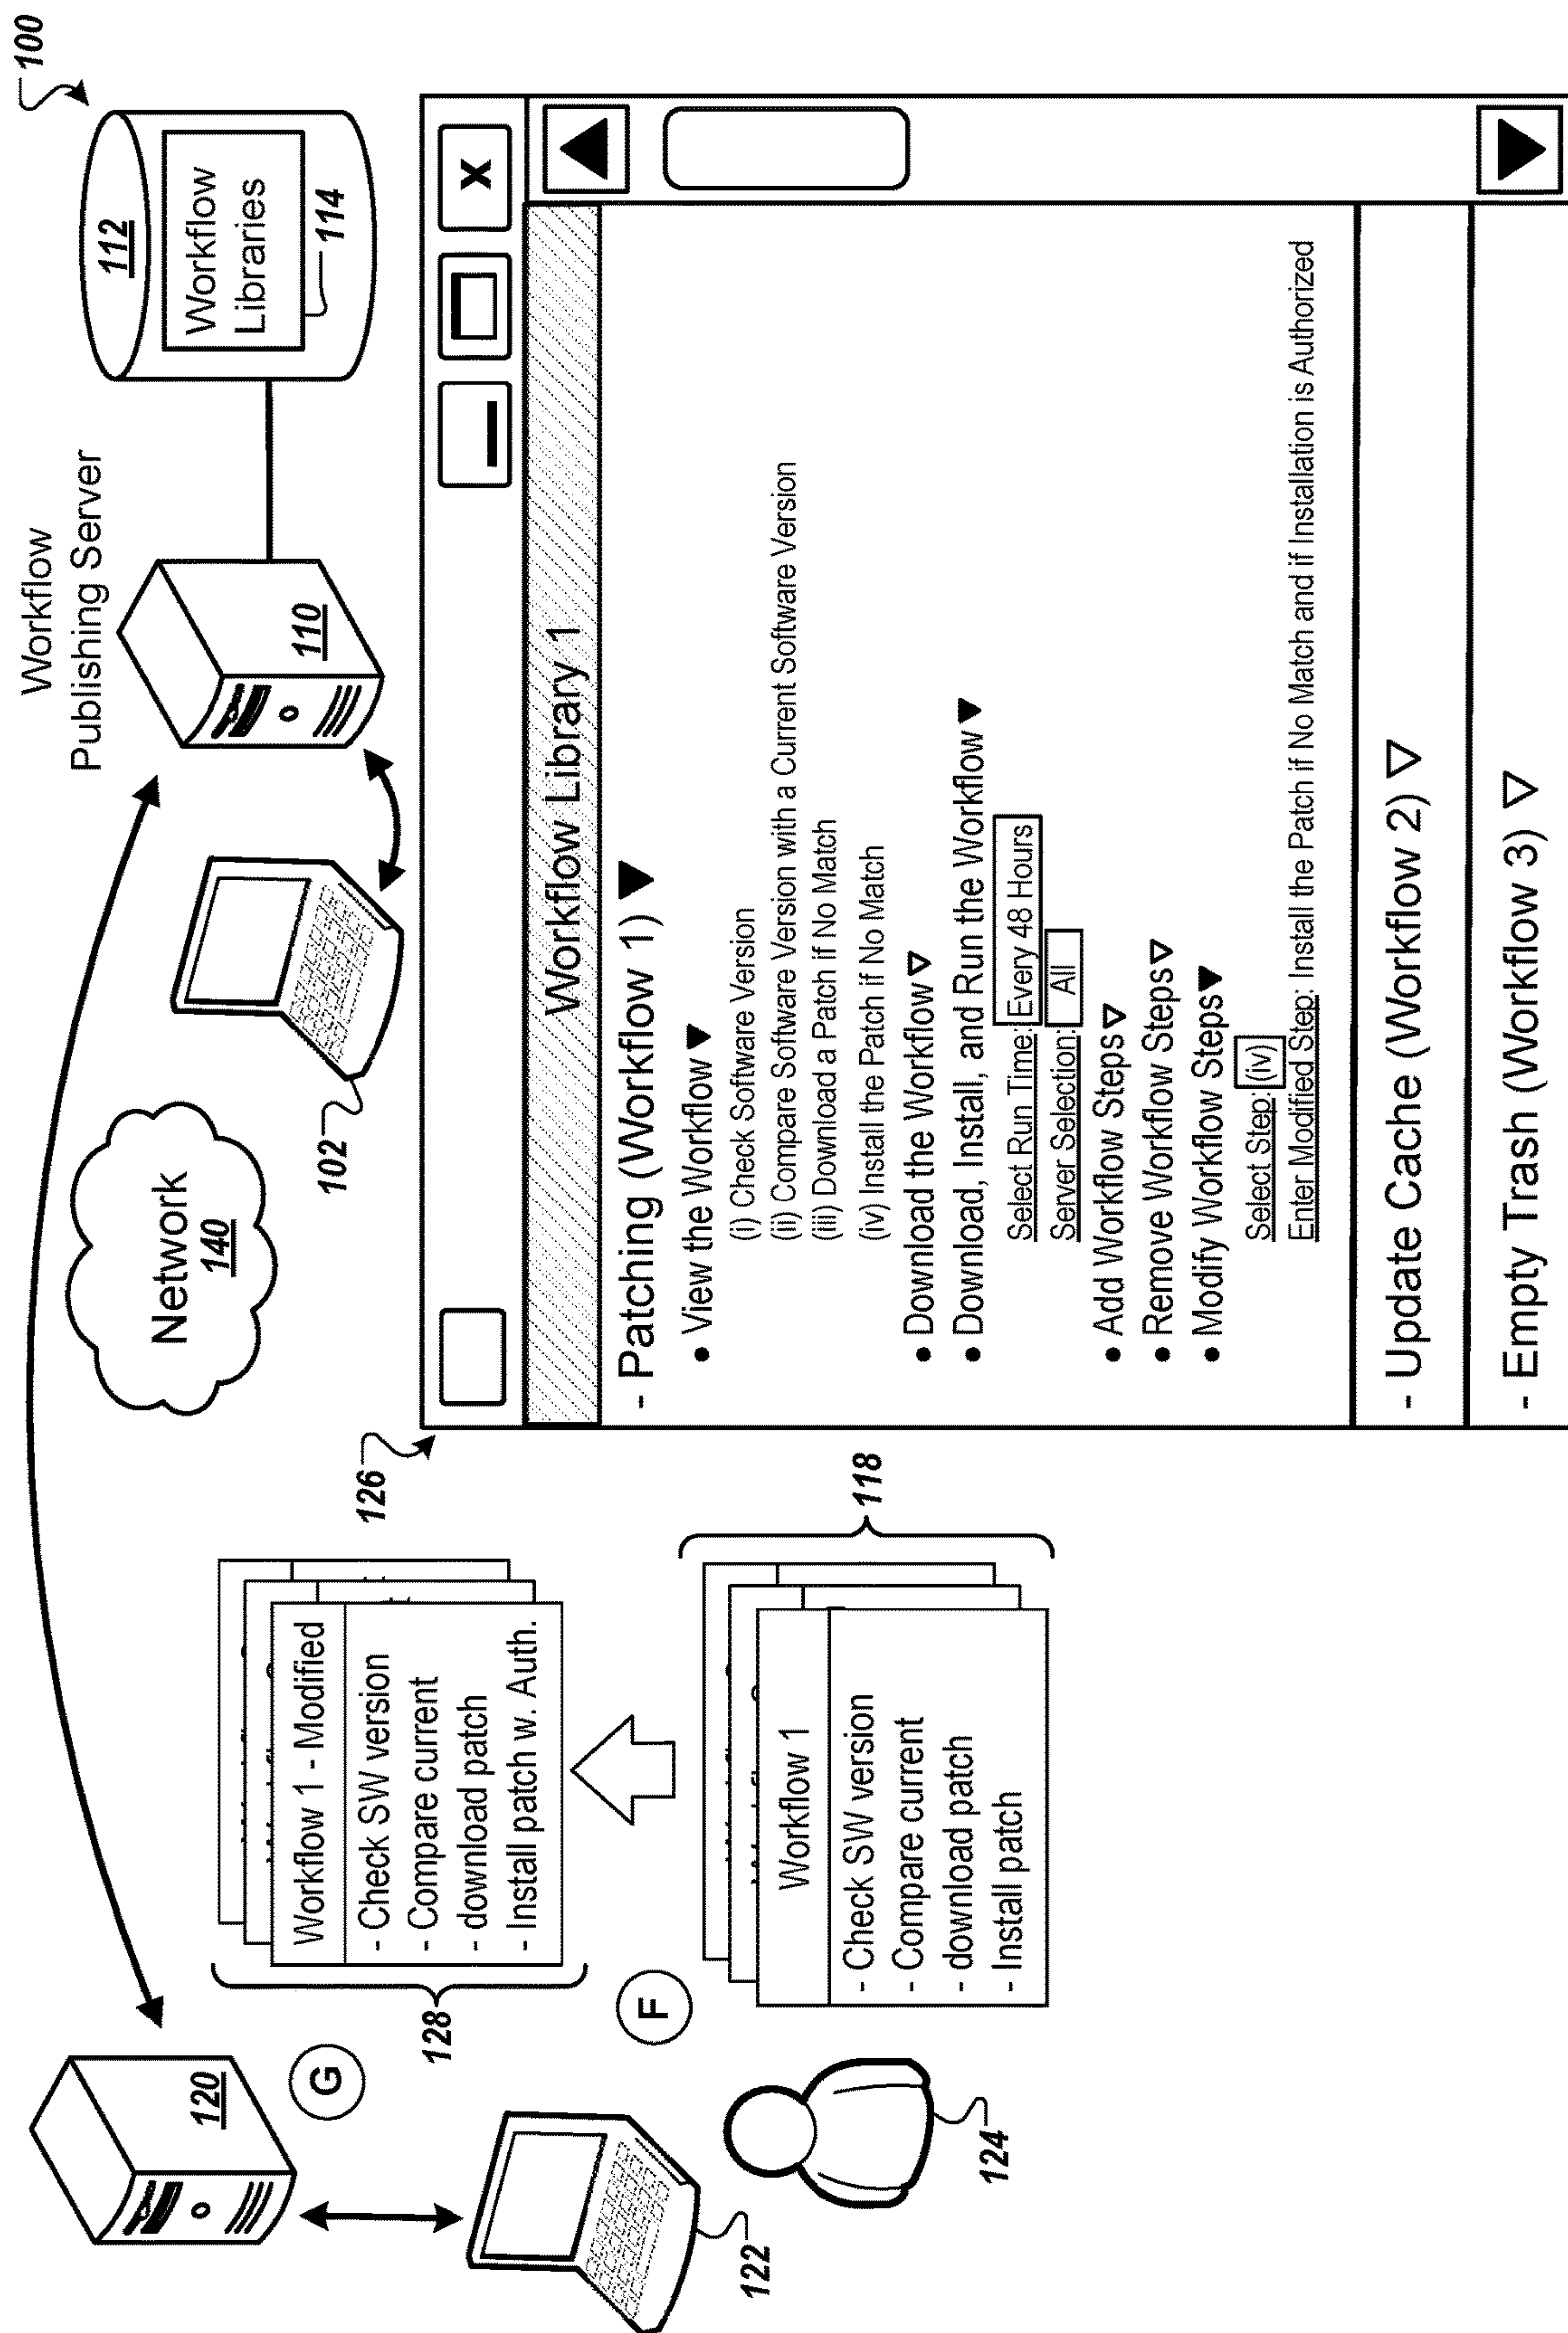 100
Workflow
Publishing Server
110
112
Workflow
Libraries
114
102
Network
140
120
G
122
124
F
128
Workflow 1 - Modified
- Check SW version
- Compare current
- download patch
- Install patch w. Auth.
118
Workflow 1
- Check SW version
- Compare current
- download patch
- Install patch
126
X
Workflow Library 1
- Patching (Workflow 1)
• View the Workflow
(i) Check Software Version
(ii) Compare Software Version with a Current Software Version
(iii) Download a Patch if No Match
(iv) Install the Patch if No Match
• Download the Workflow
• Download, Install, and Run the Workflow
Select Run Time: Every 48 Hours
Server Selection: All
• Add Workflow Steps
• Remove Workflow Steps
• Modify Workflow Steps
Select Step: (iv)
Enter Modified Step: Install the Patch if No Match and if Installation is Authorized
- Update Cache (Workflow 2)
- Empty Trash (Workflow 3)